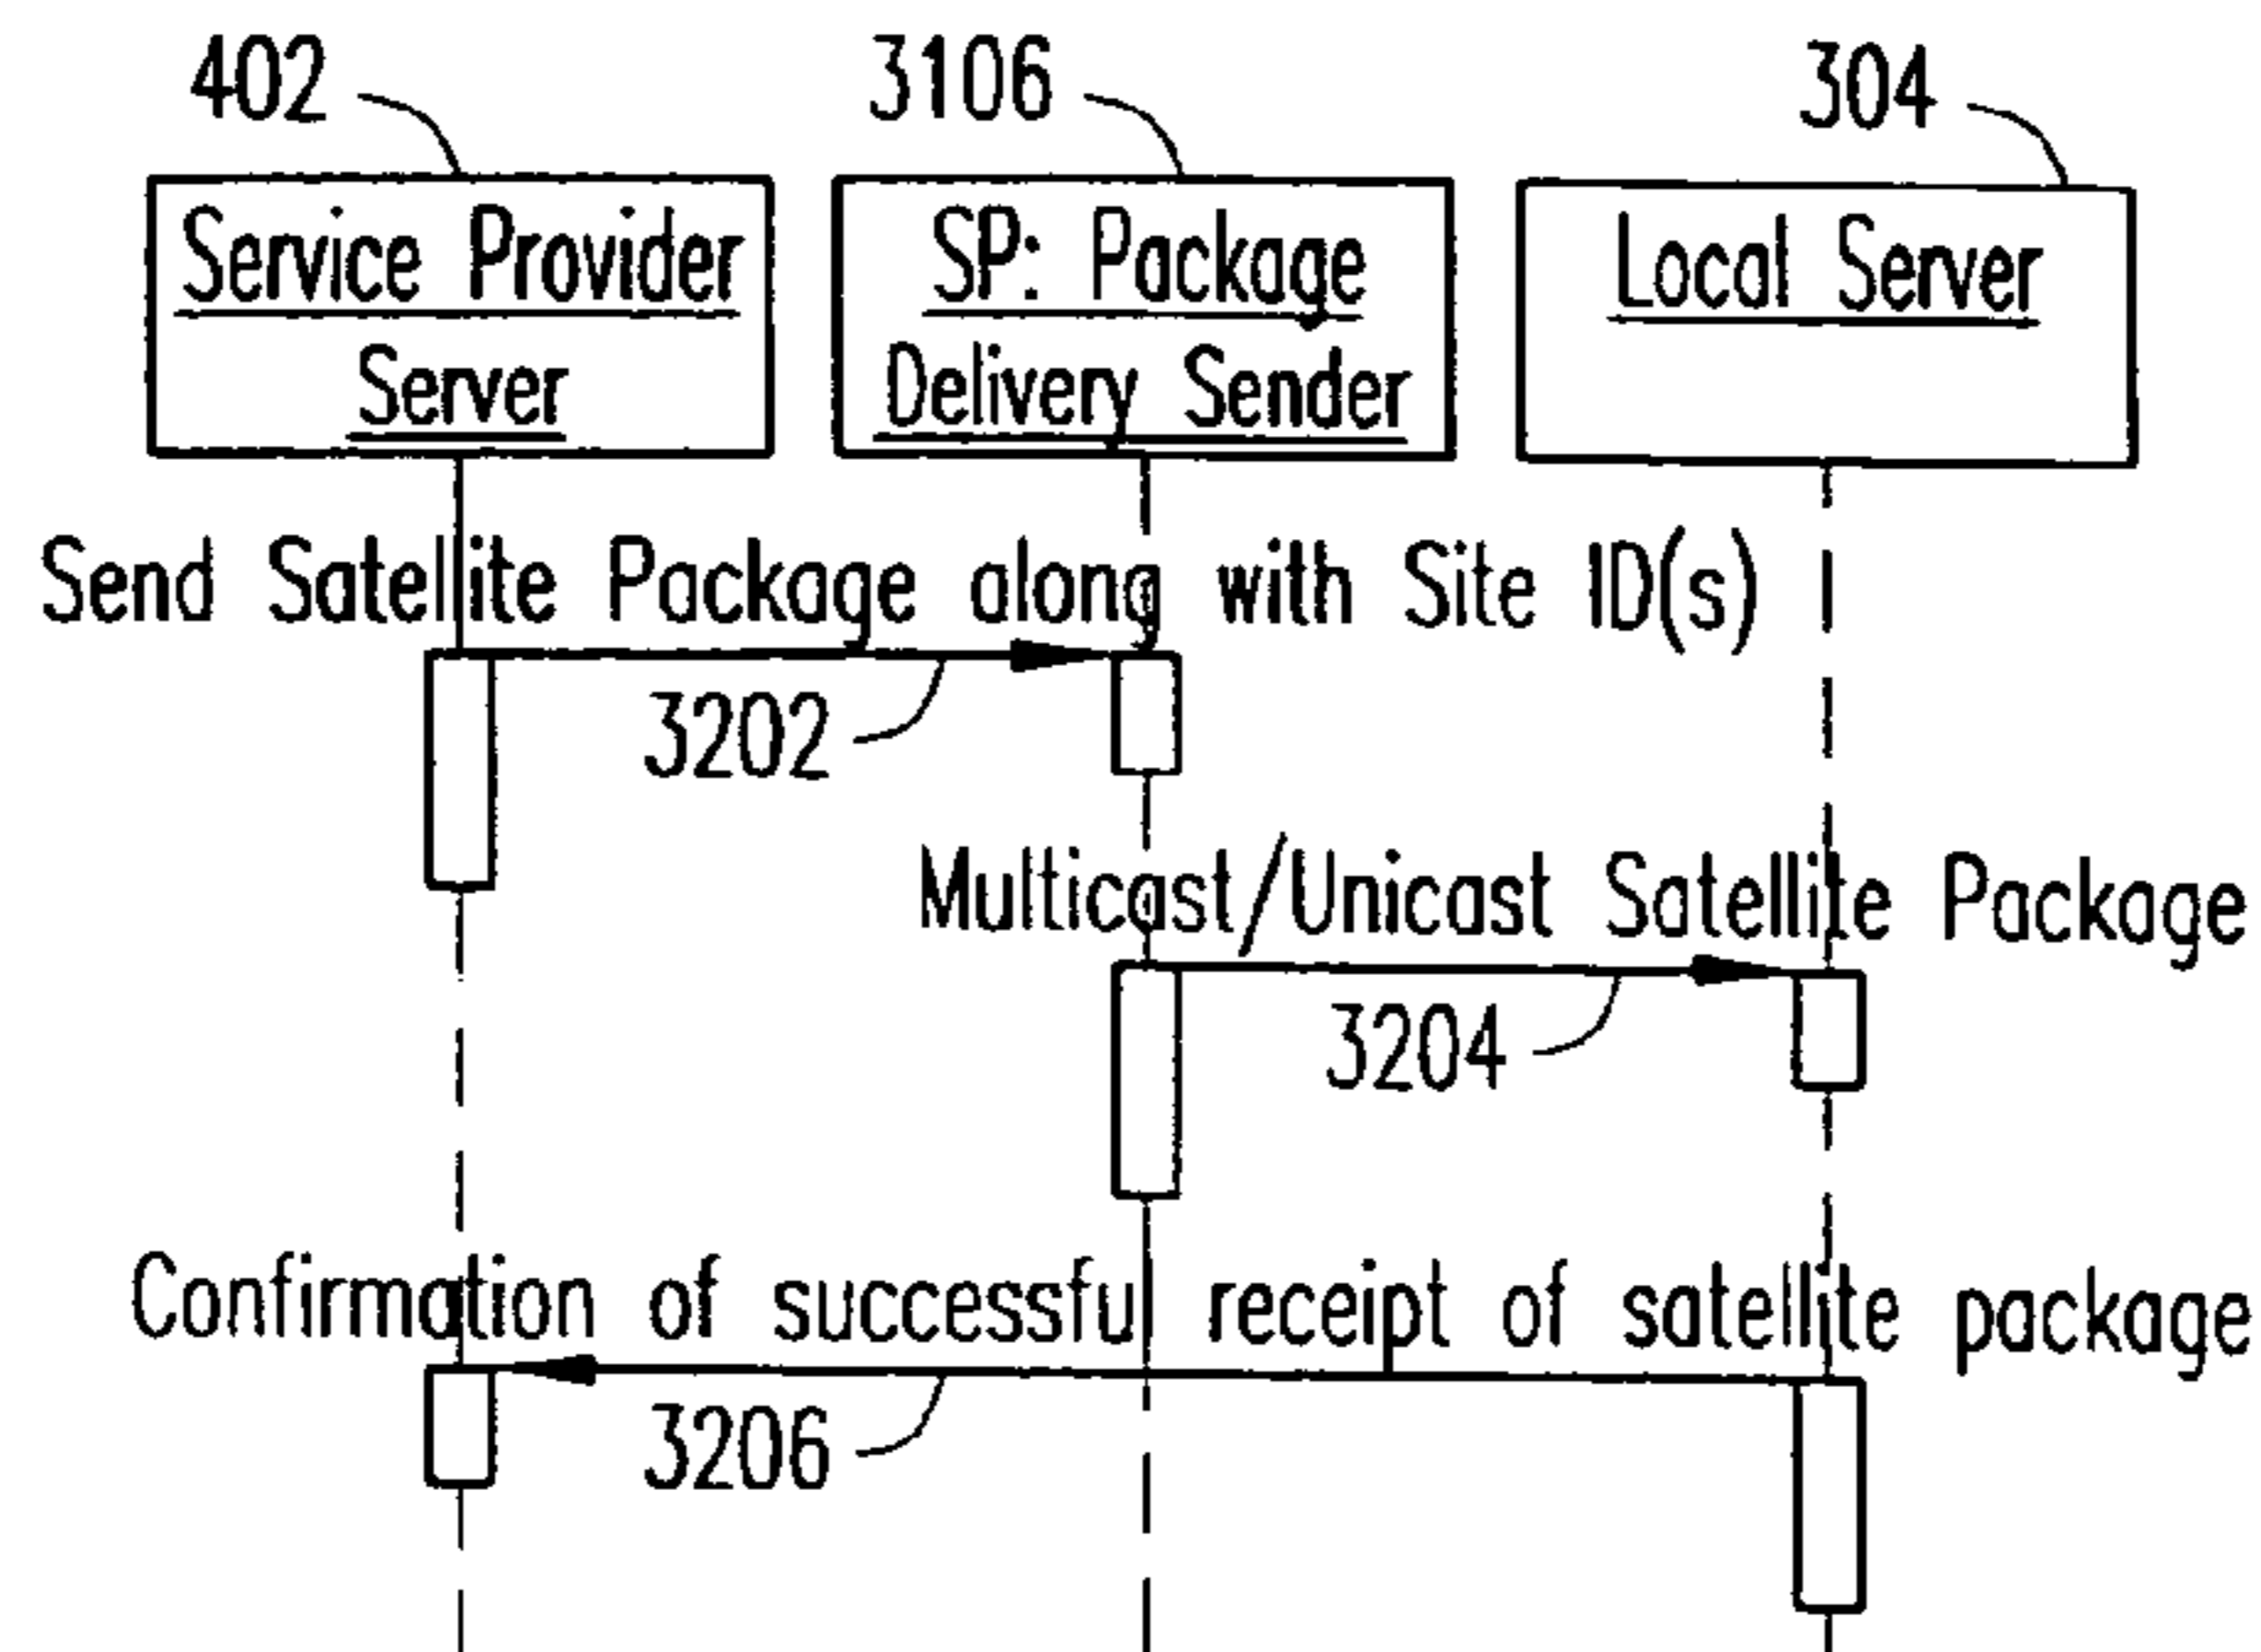 402
3106
304
Service Provider
Server
SP: Package
Delivery Sender
Local Server
Send Satellite Package along with Site ID(s)
3202
Multicast/Unicast Satellite Package
3204
Confirmation of successful receipt of satellite package
3206